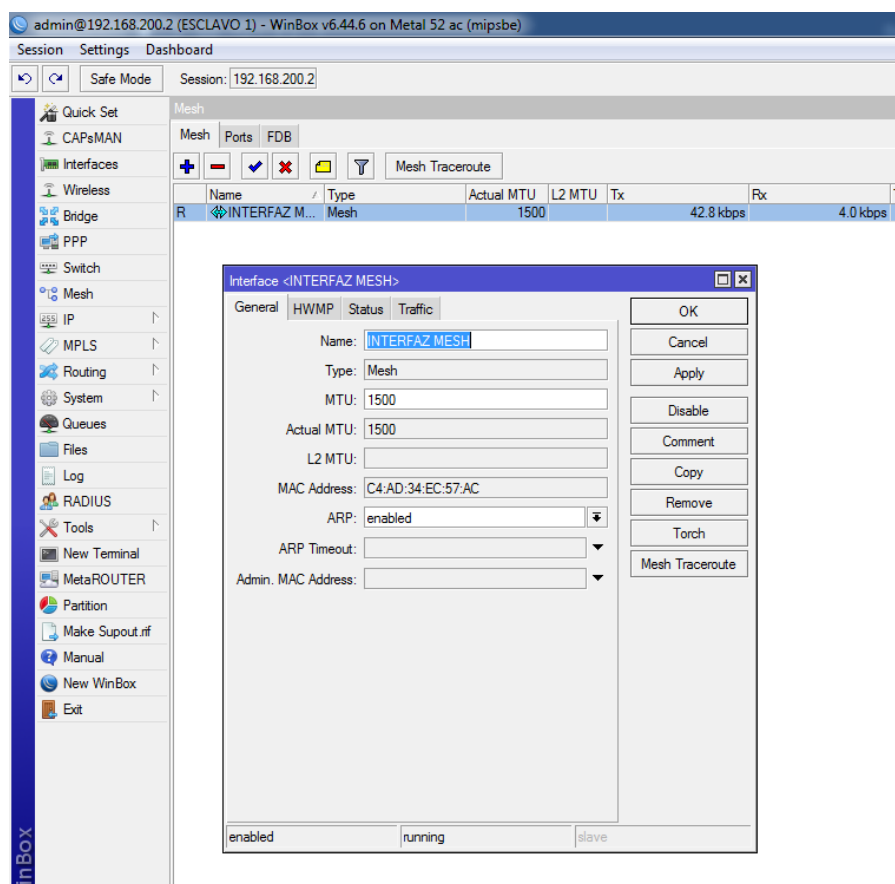 admin@192.168.200.2 (ESCLAVO 1) - WinBox v6.44.6 on Metal 52 ac (mipsbe)
Session Settings Dashboard
Safe Mode Session: 192.168.200.2
Quick Set
CAPsMAN
Interfaces
Wireless
Bridge
PPP
Switch
Mesh
255 IP
MPLS
Routing
System
Queues
Files
Log
RADIUS
Tools
New Terminal
MetaROUTER
Partition
Make Supout.rif
Manual
New WinBox
Exit
inBox
Mesh
Mesh Ports FDB
Mesh Traceroute
Name / Type Actual MTU L2 MTU Tx Rx
R INTERFAZ M... Mesh 1500 42.8 kbps 4.0 kbps
Interface <INTERFAZ MESH>
General HWMP Status Traffic
Name: INTERFAZ MESH
Type: Mesh
MTU: 1500
Actual MTU: 1500
L2 MTU:
MAC Address: C4:AD:34:EC:57:AC
ARP: enabled
ARP Timeout:
Admin. MAC Address:
OK
Cancel
Apply
Disable
Comment
Copy
Remove
Torch
Mesh Traceroute
enabled running slave